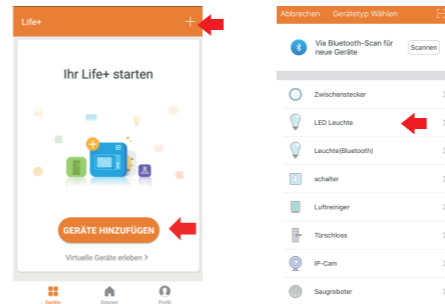 Life+
+
Ihr Life+ starten
GERÄTE HINZUFÜGEN
Virtuelle Geräte erleben >
Geräte
Szenen
Profil
Abbrechen Gerätetyp Wählen
Via Bluetooth-Scan für
neue Geräte
Scannen
Zwischenstecker
LED Leuchte
Leuchte(Bluetooth)
schalter
Luftreiniger
Türschloss
IP-Cam
Saugroboter